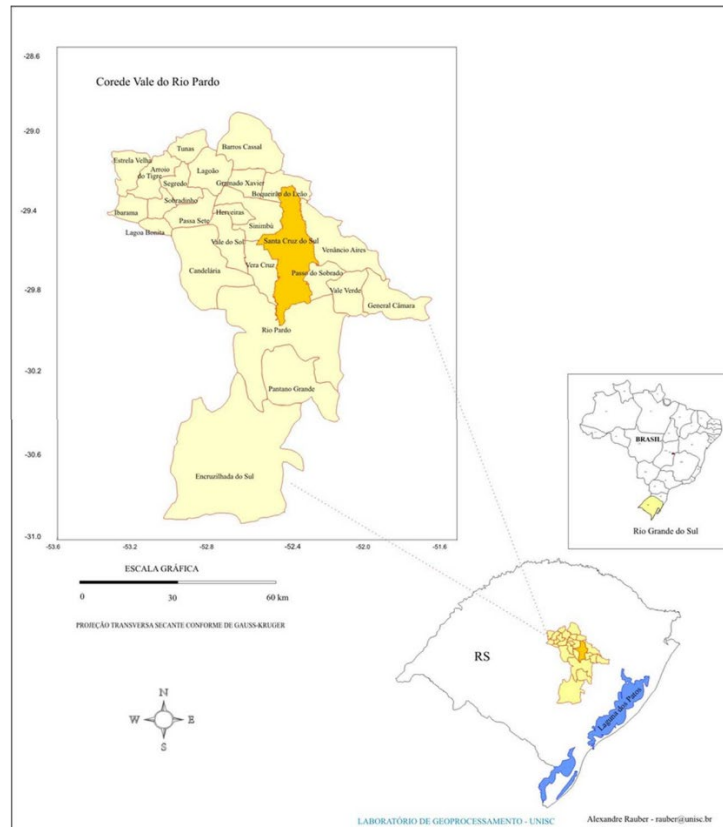 Corede Vale do Rio Pardo
-28.6
-29.0
-29.4
-29.8
-30.2
-30.6
-31.0
-53.6
-53.2
-52.8
-52.4
-52.0
-51.6
Tunas
Barros Cassal
Estrela Velha
Arroio
do Tigre
Lagoão
Segredo
Gramado Xavier
Boqueirão do Leão
Sobradinho
Ibarama
Passa Sete
Herveiras
Lagoa Bonita
Sinimbú
Vale do Sol
Santa Cruz do Sul
Venâncio Aires
Candelária
Vera Cruz
Passo do Sobrado
Vale Verde
General Câmara
Rio Pardo
Pantano Grande
Encruzilhada do Sul
BRASIL
Rio Grande do Sul
ESCALA GRÁFICA
0
30
60 km
PROJEÇÃO TRANSVERSA SECANTE CONFORME DE GAUSS-KRUGER
N
W
E
S
RS
Laguna dos Patos
LABORATÓRIO DE GEOPROCESSAMENTO - UNISC
Alexandre Rauber - rauber@unisc.br